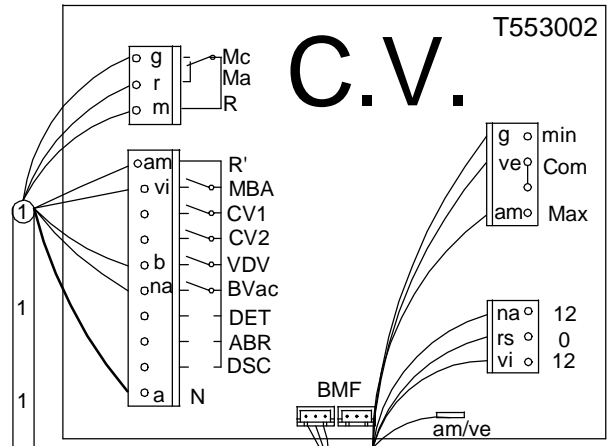 T553002
C.V.
g Mc
r Ma
m R
am R'
vi MBA
CV1
CV2
b VDV
na BVac
DET
ABR
DSC
a N
1
1
1
g min
ve Com
am Max
na 12
rs 0
vi 12
BMF
am/ve